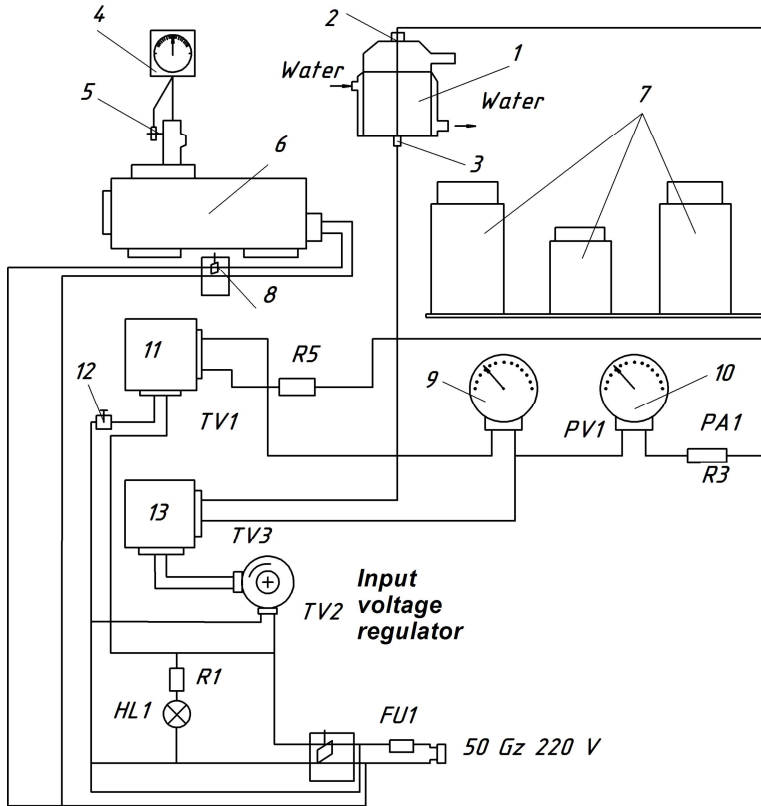 4
2
1
Water
Water
5
3
7
6
8
11
R5
12
9
10
TV1
PV1
PA1
R3
13
TV3
TV2
Input
voltage
regulator
R1
HL1
FU1
50 Gz 220 V